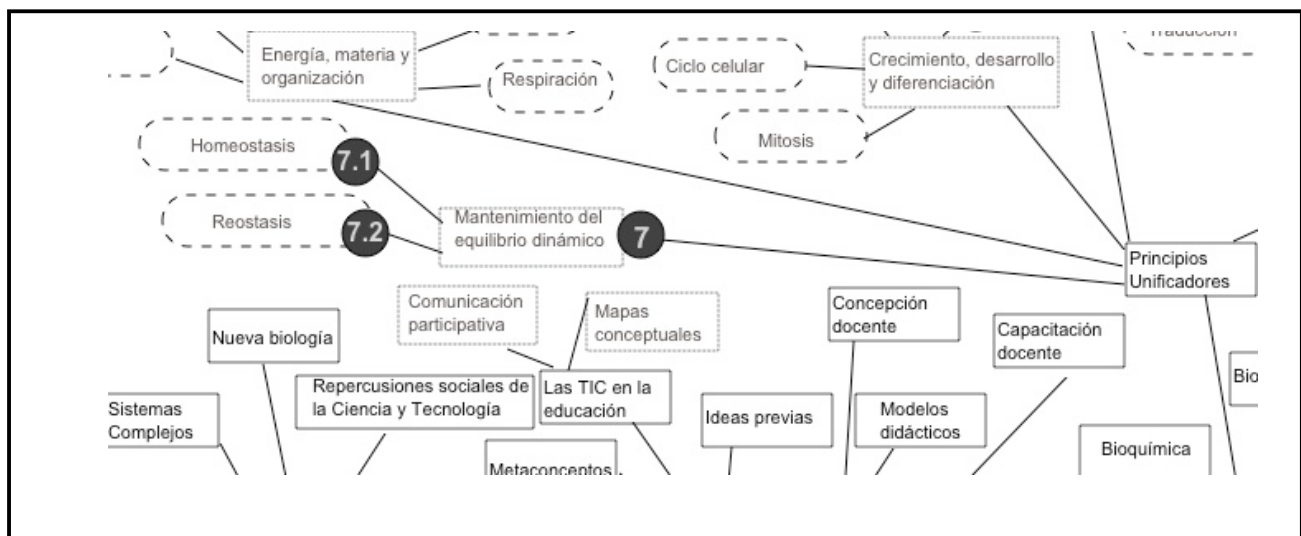 Energía, materia y
organización
Respiración
Ciclo celular
Crecimiento, desarrollo
y diferenciación
Traducción
Mitosis
Homeostasis
7.1
Reostasis
7.2
Mantenimiento del
equilibrio dinámico
7
Principios
Unificadores
Comunicación
participativa
Mapas
conceptuales
Concepción
docente
Capacitación
docente
Nueva biología
Repercusiones sociales de
la Ciencia y Tecnología
Las TIC en la
educación
Bio
Sistemas
Complejos
Ideas previas
Modelos
didácticos
Bioquímica
Metaconceptos